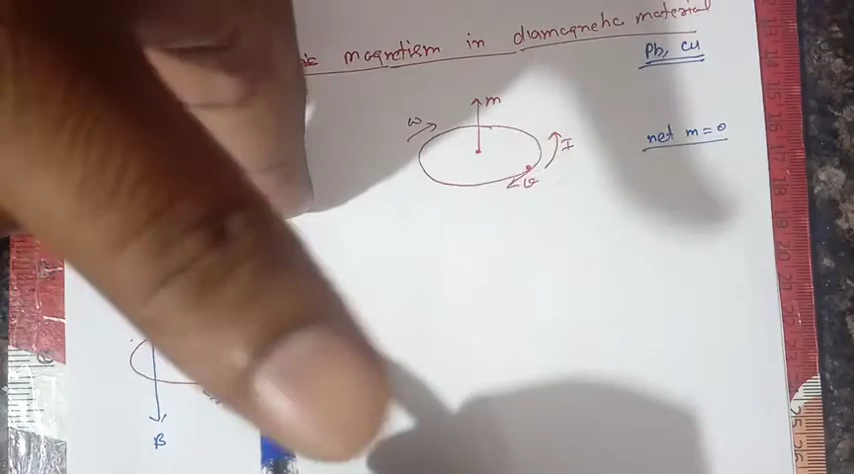 magnetism in diamagnetic material
Pb, Cu
m
ω
net m = 0
I
v
B